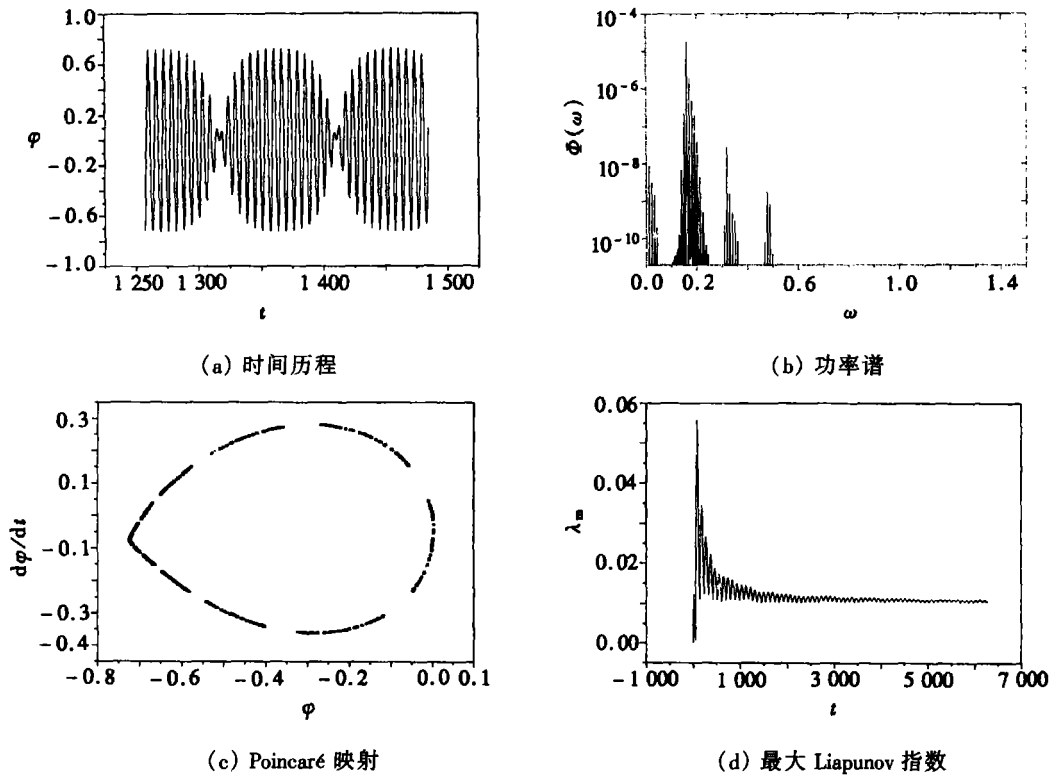 1.0
0.6
0.2
-0.2
-0.6
-1.0
φ
1 250 1 300 1 400 1 500
t
(a) 时间历程
10⁻⁴
10⁻⁶
10⁻⁸
10⁻¹⁰
Φ(ω)
0.0 0.2 0.6 1.0 1.4
ω
(b) 功率谱
0.3
0.1
-0.1
-0.3
-0.4
dφ/dt
-0.8 -0.6 -0.4 -0.2 0.0 0.1
φ
(c) Poincaré 映射
0.06
0.04
0.02
0.00
λm
-1 000 1 000 3 000 5 000 7 000
t
(d) 最大 Liapunov 指数